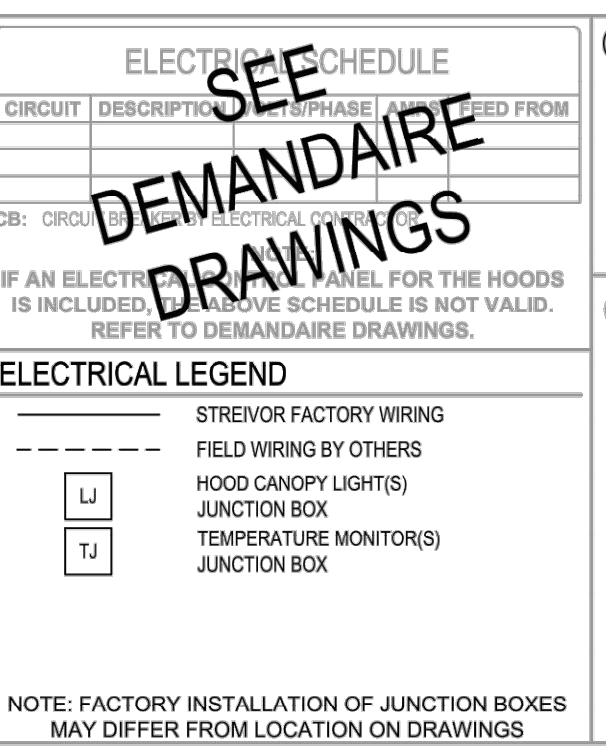 ELECTRICAL SCHEDULE
SEE
DEMANDAIRE
DRAWINGS
CIRCUIT DESCRIPTION VOLTS/PHASE AMPS FEED FROM
CB: CIRCUIT BREAKER BY ELECTRICAL CONTRACTOR
NOTE:
IF AN ELECTRICAL CONTROL PANEL FOR THE HOODS
IS INCLUDED, THE ABOVE SCHEDULE IS NOT VALID.
REFER TO DEMANDAIRE DRAWINGS.
ELECTRICAL LEGEND
STREIVOR FACTORY WIRING
FIELD WIRING BY OTHERS
LJ HOOD CANOPY LIGHT(S)
JUNCTION BOX
TJ TEMPERATURE MONITOR(S)
JUNCTION BOX
NOTE: FACTORY INSTALLATION OF JUNCTION BOXES
MAY DIFFER FROM LOCATION ON DRAWINGS